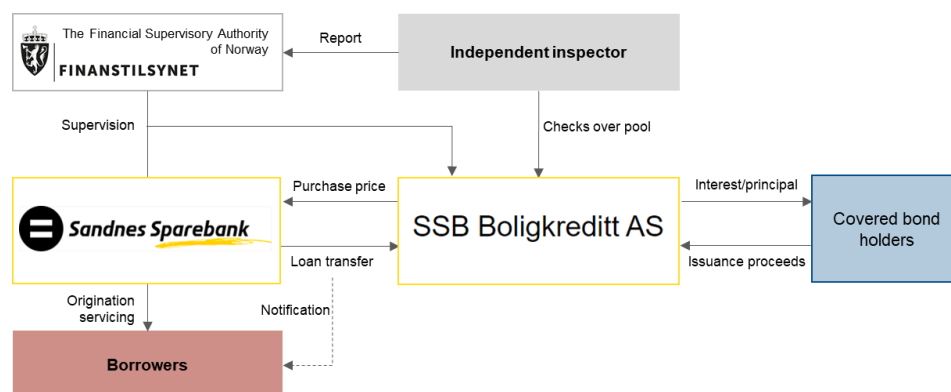 The Financial Supervisory Authority
of Norway
FINANSTILSYNET
Report
Independent inspector
Supervision
Checks over pool
Sandnes Sparebank
Purchase price
SSB Boligkreditt AS
Interest/principal
Covered bond
holders
Loan transfer
Issuance proceeds
Origination
servicing
Notification
Borrowers